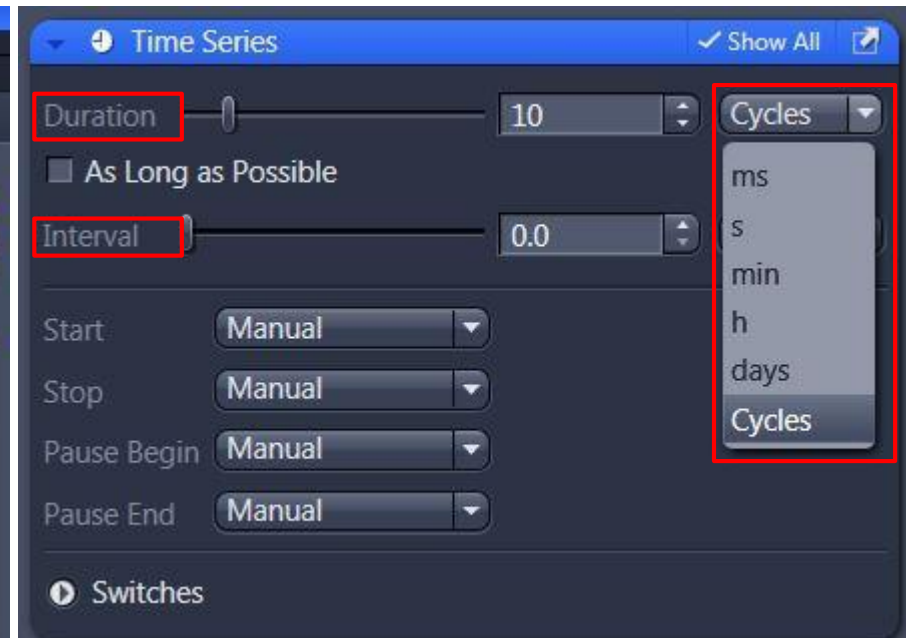 Time Series
Show All
Duration 10 Cycles
As Long as Possible
ms
Interval 0.0 s
min
Start Manual h
Stop Manual days
Pause Begin Manual Cycles
Pause End Manual
Switches